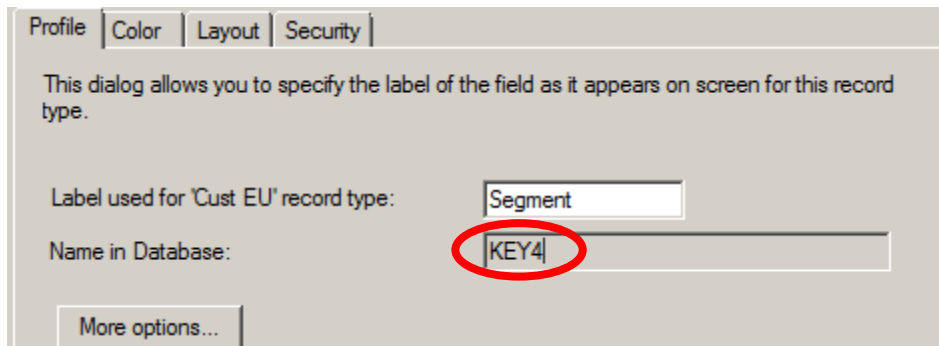 Profile Color Layout Security
This dialog allows you to specify the label of the field as it appears on screen for this record
type.
Label used for 'Cust EU' record type: Segment
Name in Database: KEY4
More options...